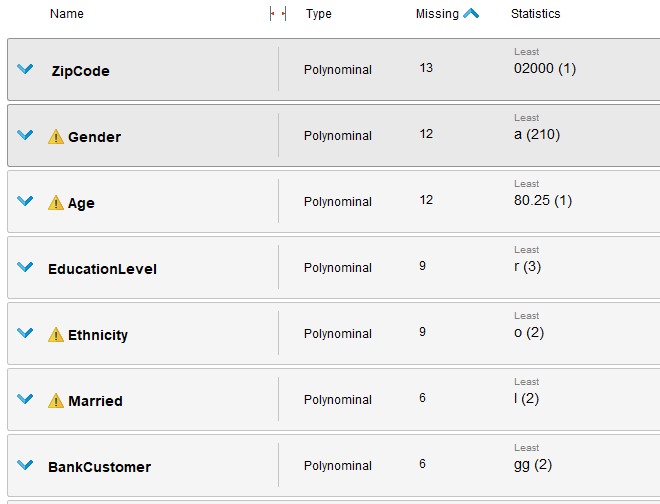 Name Type Missing Statistics
Least
ZipCode Polynominal 13 02000 (1)
Least
Gender Polynominal 12 a (210)
Least
Age Polynominal 12 80.25 (1)
Least
EducationLevel Polynominal 9 r (3)
Least
Ethnicity Polynominal 9 o (2)
Least
Married Polynominal 6 l (2)
Least
BankCustomer Polynominal 6 gg (2)